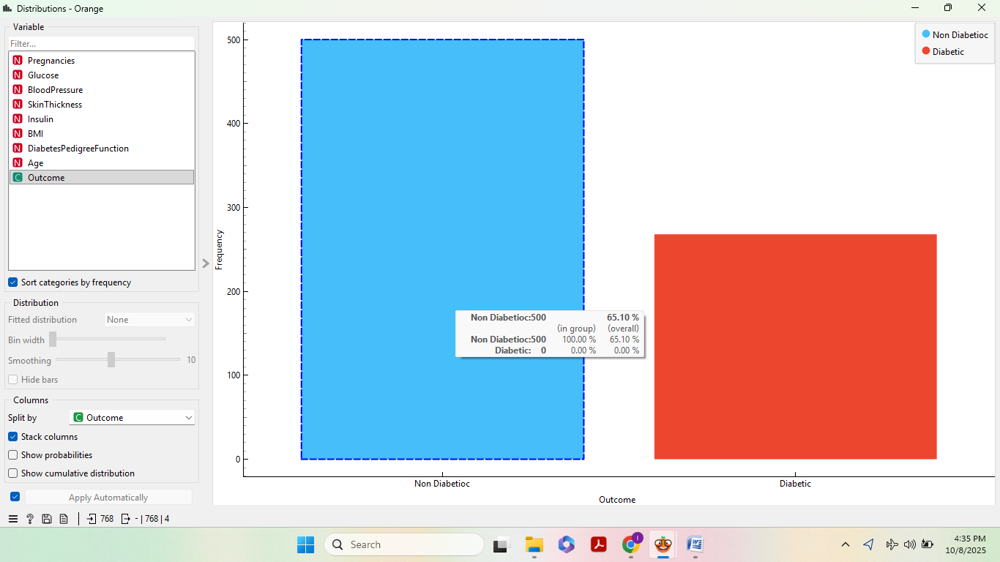 Distributions - Orange
Variable
Filter...
N Pregnancies
N Glucose
N BloodPressure
N SkinThickness
N Insulin
N BMI
N DiabetesPedigreeFunction
N Age
C Outcome
Sort categories by frequency
Distribution
Fitted distribution None
Bin width
Smoothing 10
Hide bars
Columns
Split by C Outcome
Stack columns
Show probabilities
Show cumulative distribution
Apply Automatically
? 768 - | 768 | 4
Frequency
500
400
300
200
100
0
Non Diabetioc
Diabetic
Non Diabetioc:500 65.10 %
(in group) (overall)
Non Diabetioc:500 100.00 % 65.10 %
Diabetic: 0 0.00 % 0.00 %
Non Diabetioc Diabetic
Outcome
Search
I
W
4:35 PM
10/8/2025